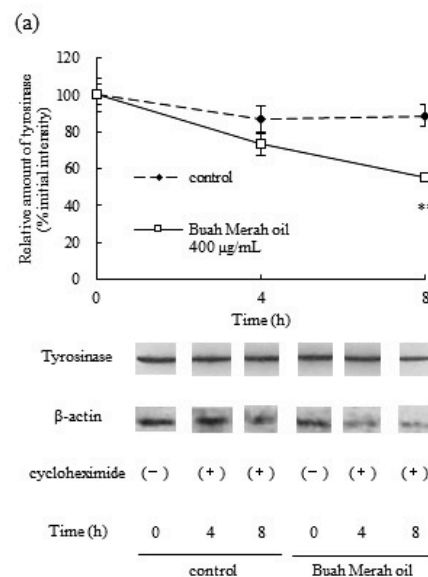 (a)
120
100
80
60
40
20
0
Relative amount of tyrosinase
(% initial intensity)
control
Buah Merah oil
400 μg/mL
**
0 4 8
Time (h)
Tyrosinase
β-actin
cycloheximide (−) (+) (+) (−) (+) (+)
Time (h) 0 4 8 0 4 8
control Buah Merah oil